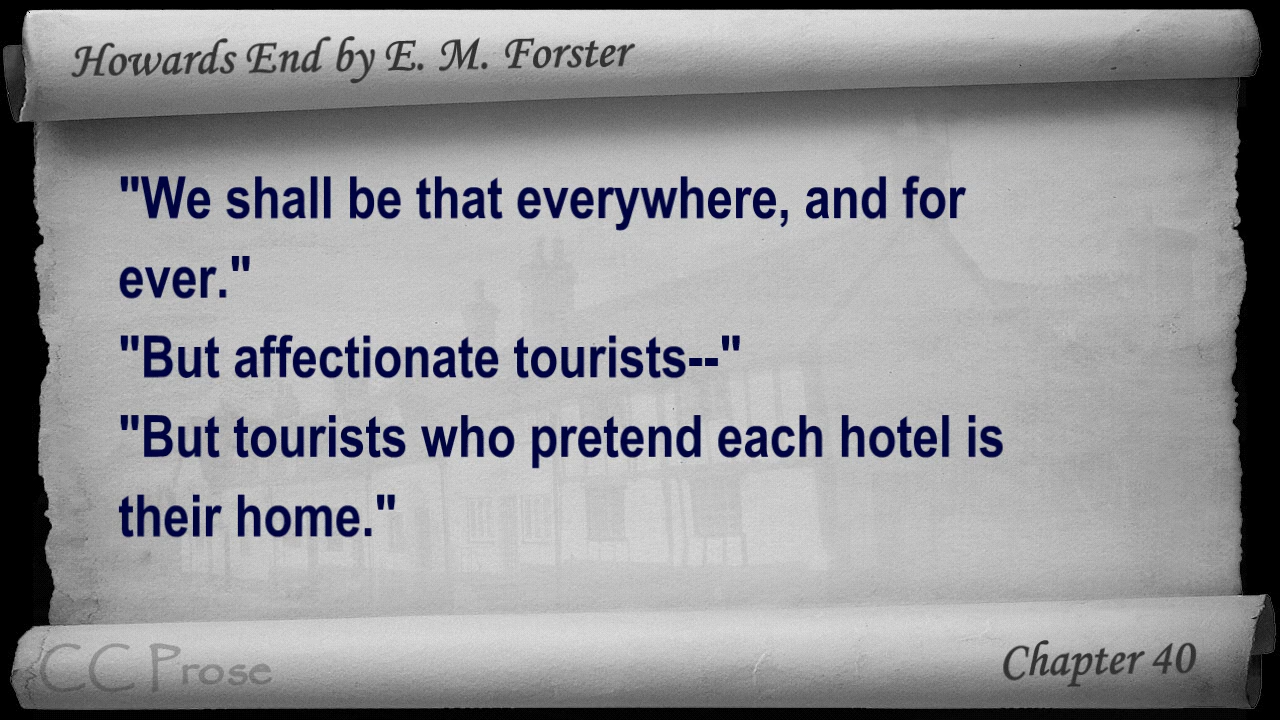 Howards End by E. M. Forster
"We shall be that everywhere, and for
ever."
"But affectionate tourists--"
"But tourists who pretend each hotel is
their home."
CC Prose
Chapter 40